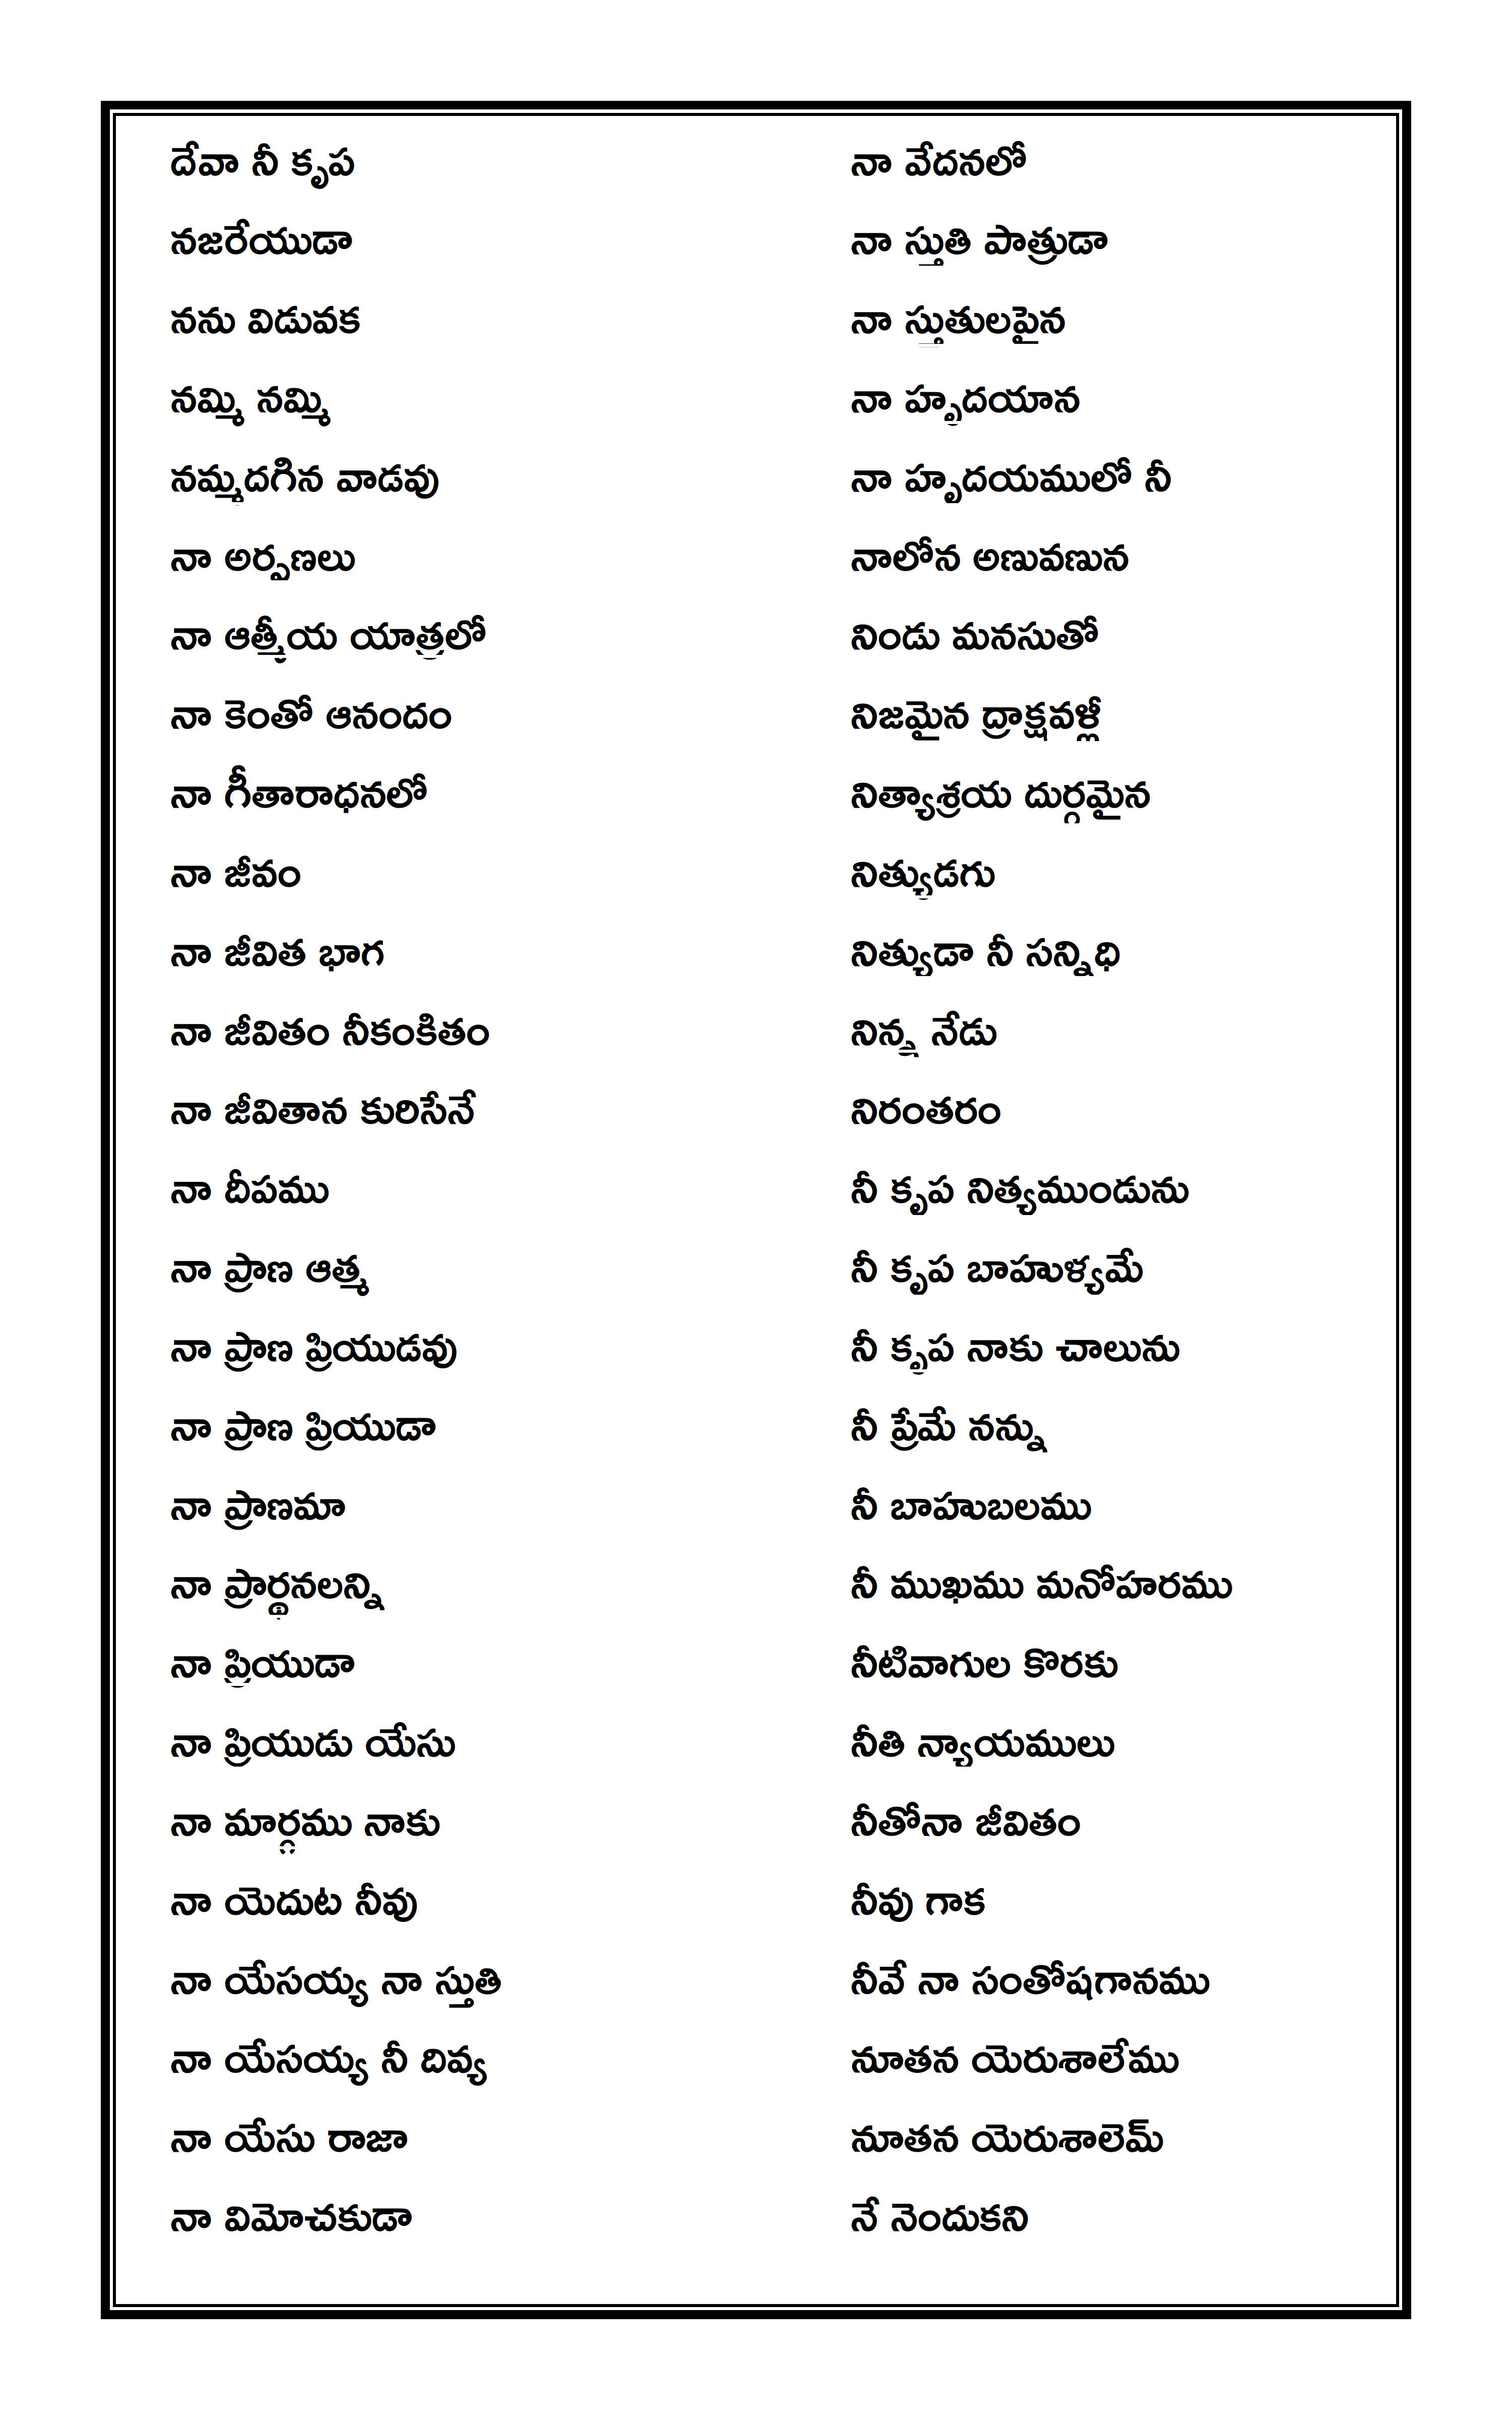 దేవా నీ కృప
నజరేయుడా
నను విడువక
నమ్మి నమ్మి
నమ్మదగిన వాడవు
నా అర్పణలు
నా ఆత్మీయ యాత్రలో
నా కెంతో ఆనందం
నా గీతారాధనలో
నా జీవం
నా జీవిత భాగ
నా జీవితం నీకంకితం
నా జీవితాన కురిసేనే
నా దీపము
నా ప్రాణ ఆత్మ
నా ప్రాణ ప్రియుడవు
నా ప్రాణ ప్రియుడా
నా ప్రాణమా
నా ప్రార్థనలన్ని
నా ప్రియుడా
నా ప్రియుడు యేసు
నా మార్గము నాకు
నా యెదుట నీవు
నా యేసయ్య నా స్తుతి
నా యేసయ్య నీ దివ్య
నా యేసు రాజా
నా విమోచకుడా
నా వేదనలో
నా స్తుతి పాత్రుడా
నా స్తుతులపైన
నా హృదయాన
నా హృదయములో నీ
నాలోన అణువణున
నిండు మనసుతో
నిజమైన ద్రాక్షవళ్లీ
నిత్యాశ్రయ దుర్గమైన
నిత్యుడగు
నిత్యుడా నీ సన్నిధి
నిన్న నేడు
నిరంతరం
నీ కృప నిత్యముండును
నీ కృప బాహుళ్యమే
నీ కృప నాకు చాలును
నీ ప్రేమే నన్ను
నీ బాహుబలము
నీ ముఖము మనోహరము
నీటివాగుల కొరకు
నీతి న్యాయములు
నీతోనా జీవితం
నీవు గాక
నీవే నా సంతోషగానము
నూతన యెరుశాలేము
నూతన యెరుశాలెమ్
నే నెందుకని